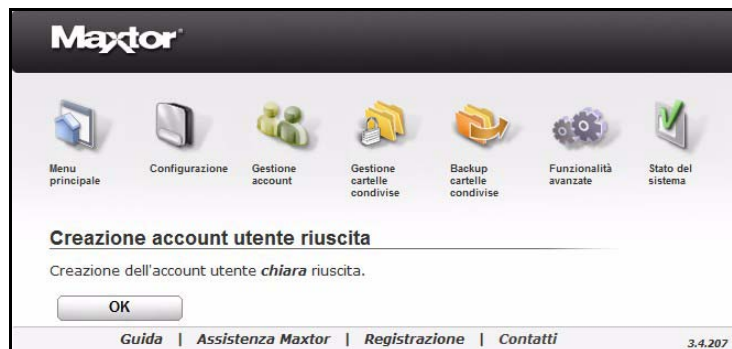 Maxtor
Menu principale
Configurazione
Gestione account
Gestione cartelle condivise
Backup cartelle condivise
Funzionalità avanzate
Stato del sistema
Creazione account utente riuscita
Creazione dell'account utente chiara riuscita.
OK
Guida | Assistenza Maxtor | Registrazione | Contatti 3.4.207